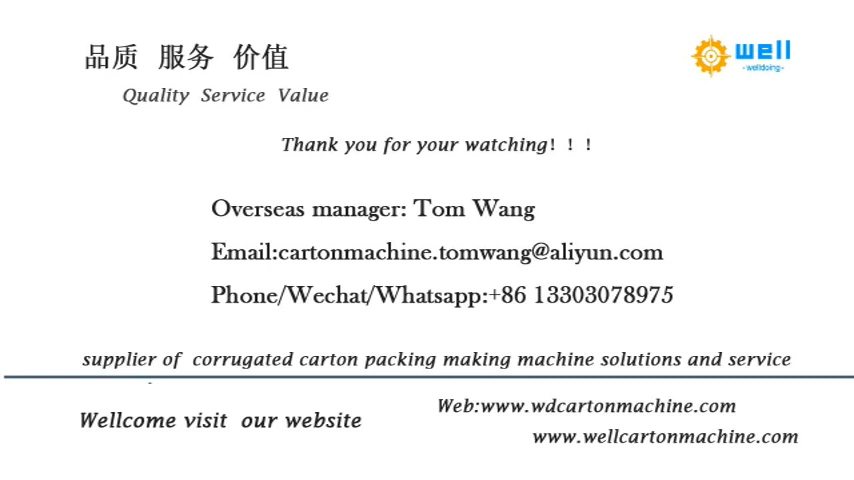 品质 服务 价值
well
-welldoing-
Quality Service Value
Thank you for your watching！！！
Overseas manager: Tom Wang
Email:cartonmachine.tomwang@aliyun.com
Phone/Wechat/Whatsapp:+86 13303078975
supplier of corrugated carton packing making machine solutions and service
Wellcome visit our website
Web:www.wdcartonmachine.com
www.wellcartonmachine.com